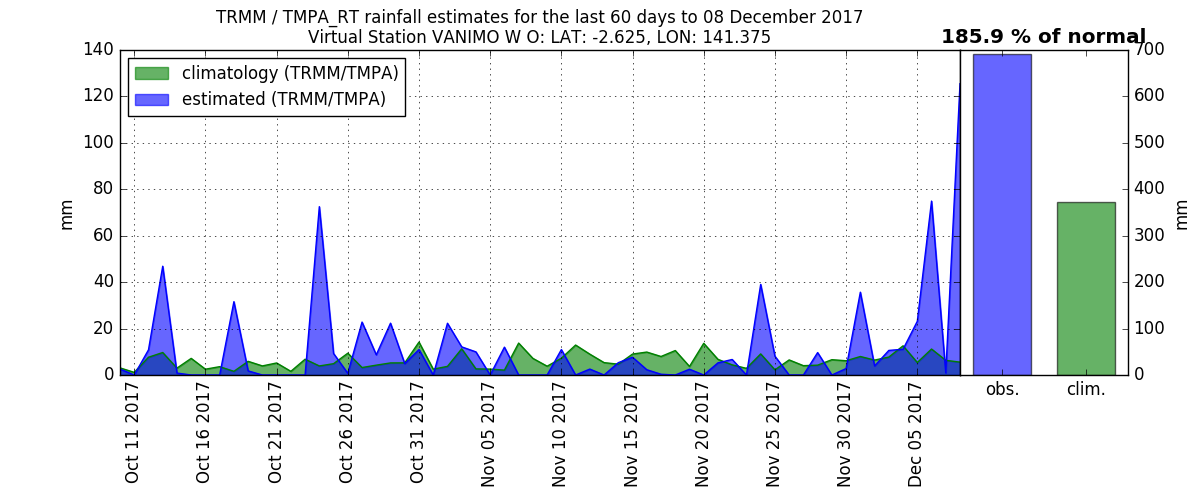 TRMM / TMPA_RT rainfall estimates for the last 60 days to 08 December 2017
Virtual Station VANIMO W O: LAT: -2.625, LON: 141.375
185.9 % of normal
climatology (TRMM/TMPA)
estimated (TRMM/TMPA)
mm
140
120
100
80
60
40
20
0
Oct 11 2017
Oct 16 2017
Oct 21 2017
Oct 26 2017
Oct 31 2017
Nov 05 2017
Nov 10 2017
Nov 15 2017
Nov 20 2017
Nov 25 2017
Nov 30 2017
Dec 05 2017
obs.
clim.
700
600
500
400
300
200
100
0
mm